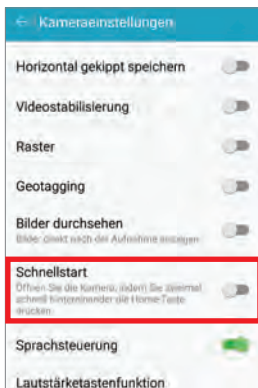 Kameraeinstellungen
Horizontal gekippt speichern
Videostabilisierung
Raster
Geotagging
Bilder durchsehen
Bilder direkt nach der Aufnahme anzeigen
Schnellstart
Öffnen Sie die Kamera, indem Sie zweimal
schnell hintereinander die Home-Taste
drücken
Sprachsteuerung
Lautstärketastenfunktion